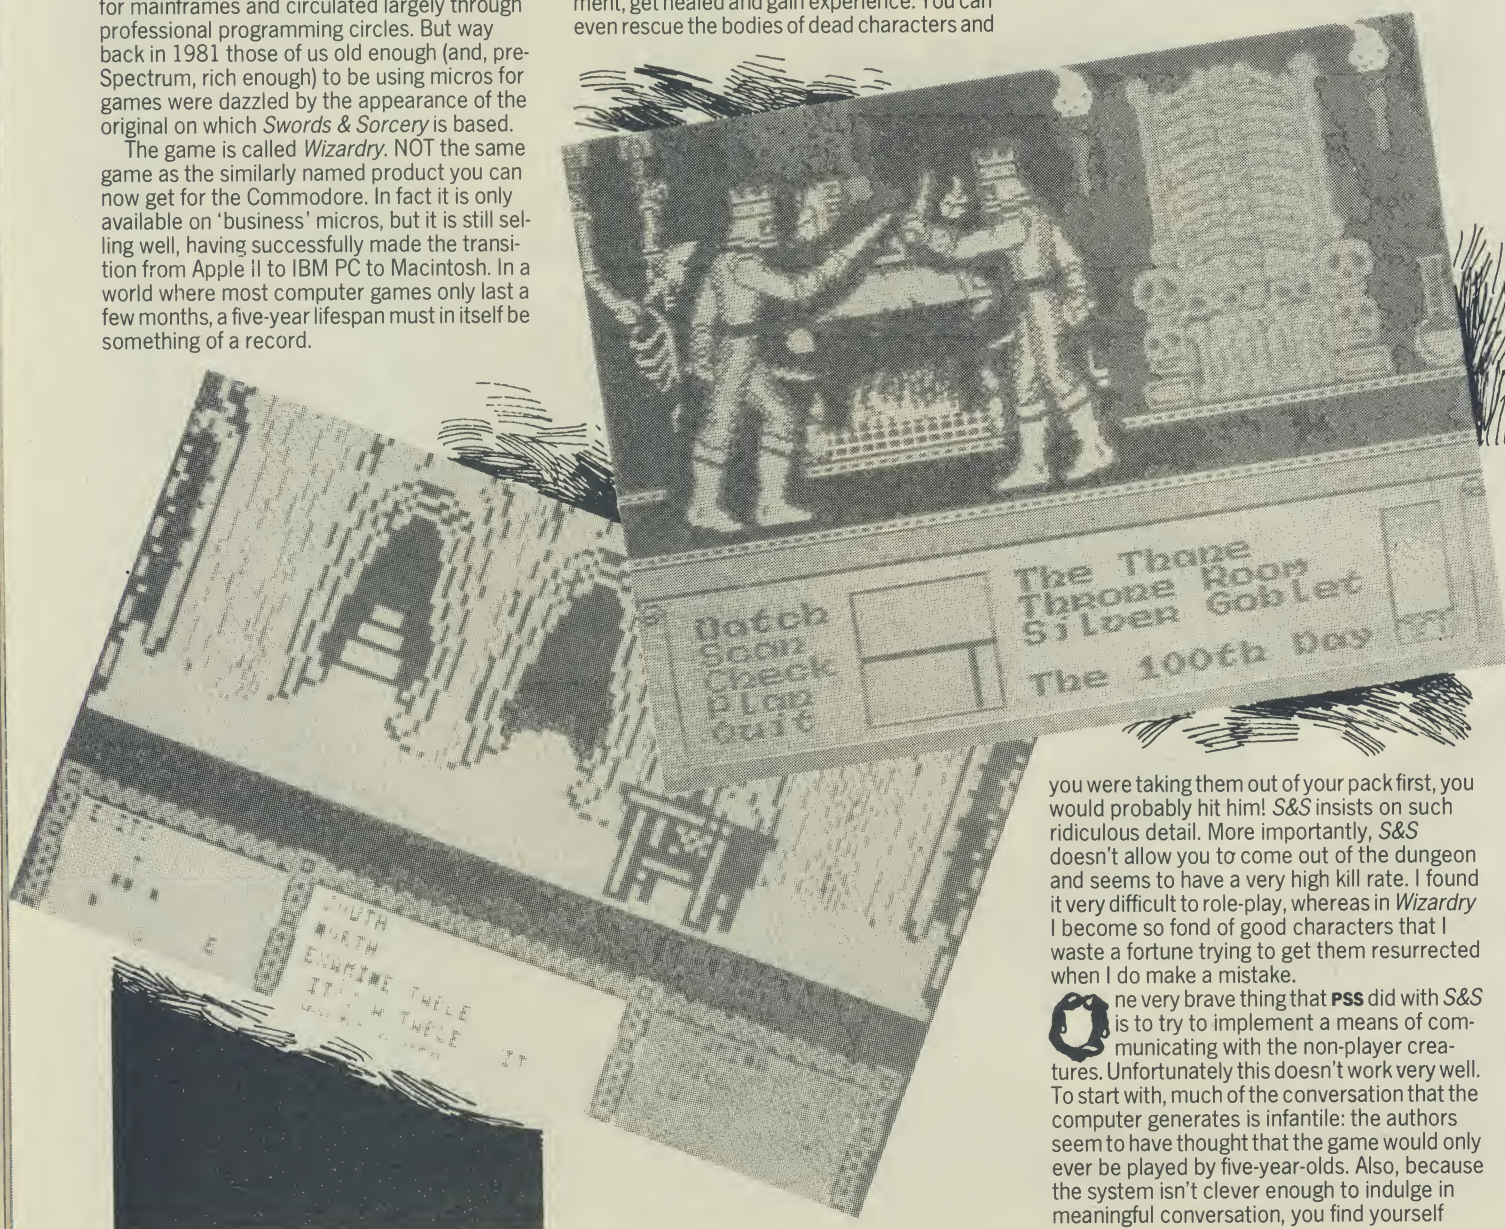 for mainframes and circulated largely through
professional programming circles. But way
back in 1981 those of us old enough (and, pre-
Spectrum, rich enough) to be using micros for
games were dazzled by the appearance of the
original on which Swords & Sorcery is based.
The game is called Wizardry. NOT the same
game as the similarly named product you can
now get for the Commodore. In fact it is only
available on 'business' micros, but it is still sel-
ling well, having successfully made the transi-
tion from Apple II to IBM PC to Macintosh. In a
world where most computer games only last a
few months, a five-year lifespan must in itself be
something of a record.
ment, get healed and gain experience. You can
even rescue the bodies of dead characters and
Check
Plan
Quit
The Thane
Throne Room
Silver Goblet
The 100th Day
E
SOUTH
NORTH
EXAMINE TABLE
IT
you were taking them out of your pack first, you
would probably hit him! S&S insists on such
ridiculous detail. More importantly, S&S
doesn't allow you to come out of the dungeon
and seems to have a very high kill rate. I found
it very difficult to role-play, whereas in Wizardry
I become so fond of good characters that I
waste a fortune trying to get them resurrected
when I do make a mistake.
One very brave thing that PSS did with S&S
is to try to implement a means of com-
municating with the non-player crea-
tures. Unfortunately this doesn't work very well.
To start with, much of the conversation that the
computer generates is infantile: the authors
seem to have thought that the game would only
ever be played by five-year-olds. Also, because
the system isn't clever enough to indulge in
meaningful conversation, you find yourself